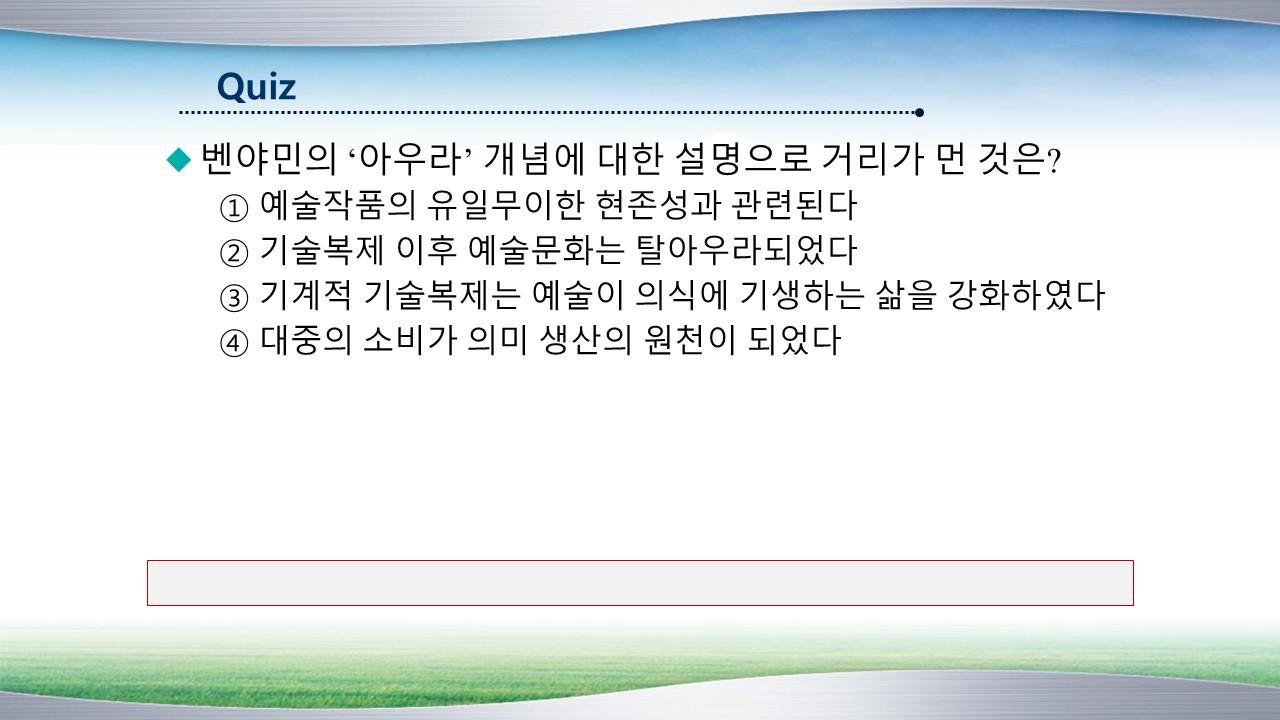 Quiz
벤야민의 ‘아우라’ 개념에 대한 설명으로 거리가 먼 것은?
① 예술작품의 유일무이한 현존성과 관련된다
② 기술복제 이후 예술문화는 탈아우라되었다
③ 기계적 기술복제는 예술이 의식에 기생하는 삶을 강화하였다
④ 대중의 소비가 의미 생산의 원천이 되었다